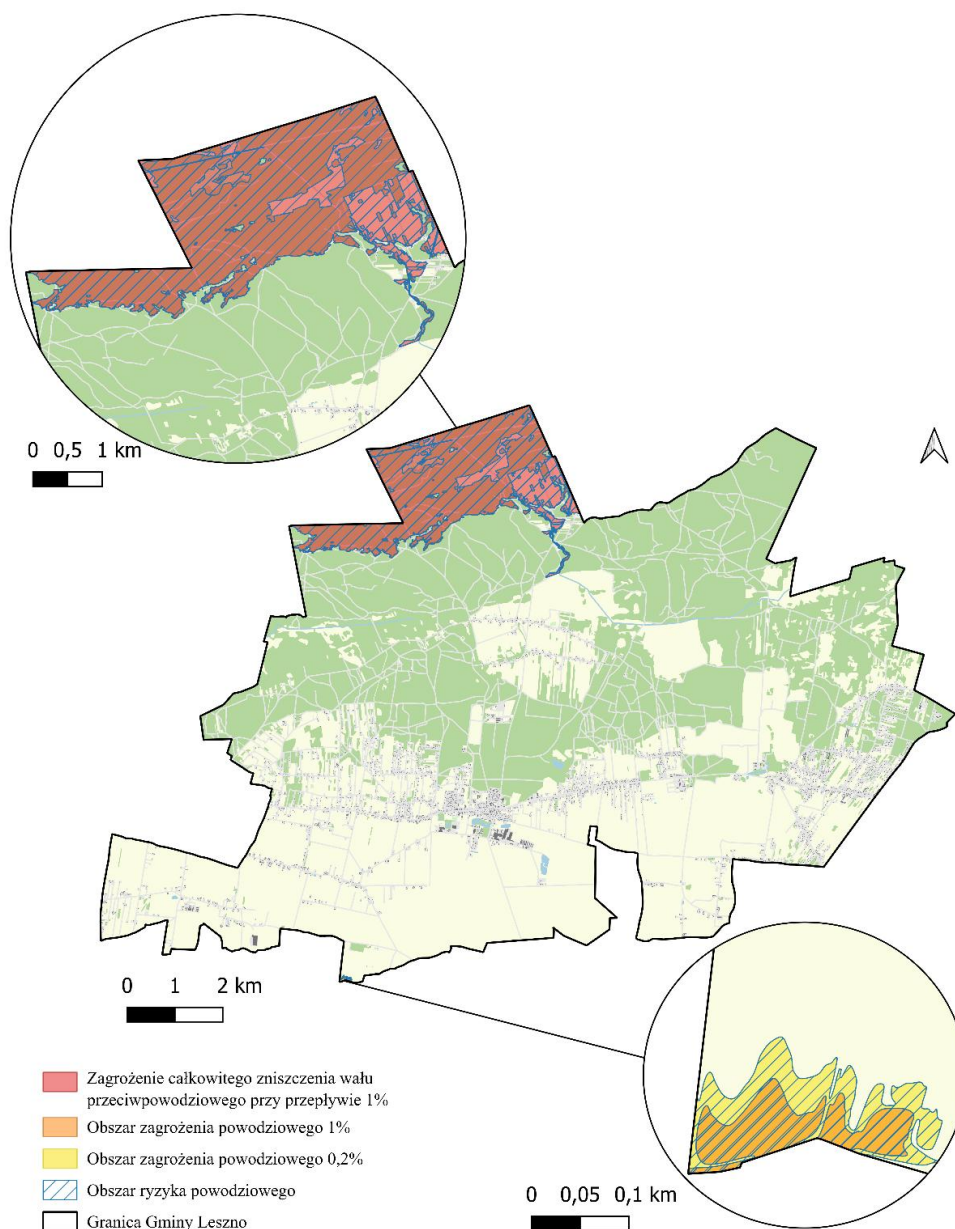 0 0,5 1 km
0 1 2 km
Zagrożenie całkowitego zniszczenia wału
przeciwpowodziowego przy przepływie 1%
Obszar zagrożenia powodziowego 1%
Obszar zagrożenia powodziowego 0,2%
Obszar ryzyka powodziowego
Granica Gminy Leszno
0 0,05 0,1 km